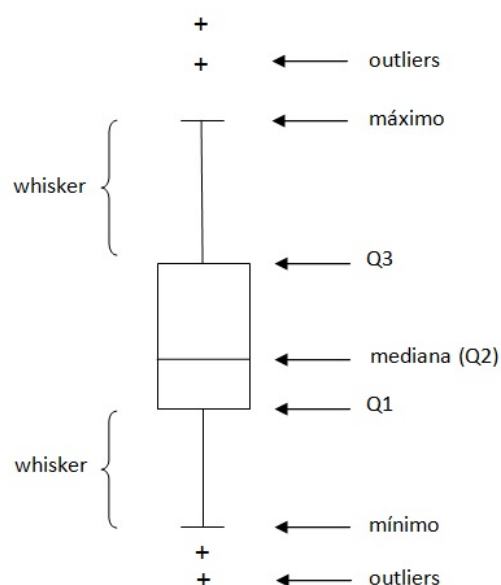 outliers
máximo
whisker
Q3
mediana (Q2)
Q1
whisker
mínimo
outliers